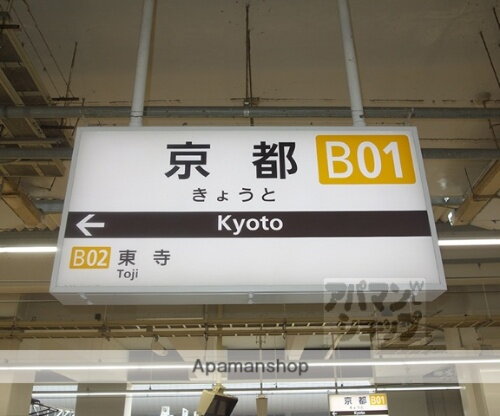 京都 B01
きょうと
Kyoto
B02 東寺
Toji
アパマン
ショップ
Apamanshop
京都 B01